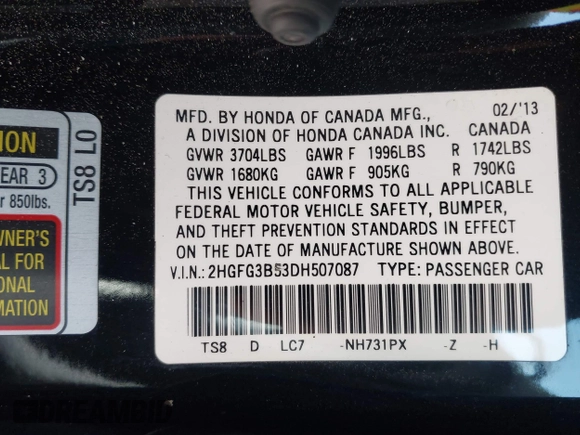 MFD. BY HONDA OF CANADA MFG., 02/'13
A DIVISION OF HONDA CANADA INC. CANADA
GVWR 3704LBS GAWR F 1996LBS R 1742LBS
GVWR 1680KG GAWR F 905KG R 790KG
THIS VEHICLE CONFORMS TO ALL APPLICABLE
FEDERAL MOTOR VEHICLE SAFETY, BUMPER,
AND THEFT PREVENTION STANDARDS IN EFFECT
ON THE DATE OF MANUFACTURE SHOWN ABOVE.
V.I.N.: 2HGFG3B53DH507087 TYPE: PASSENGER CAR
TS8 D LC7 -NH731PX -Z -H
TS8 L0
3
850lbs.
FOR
DREAMBID